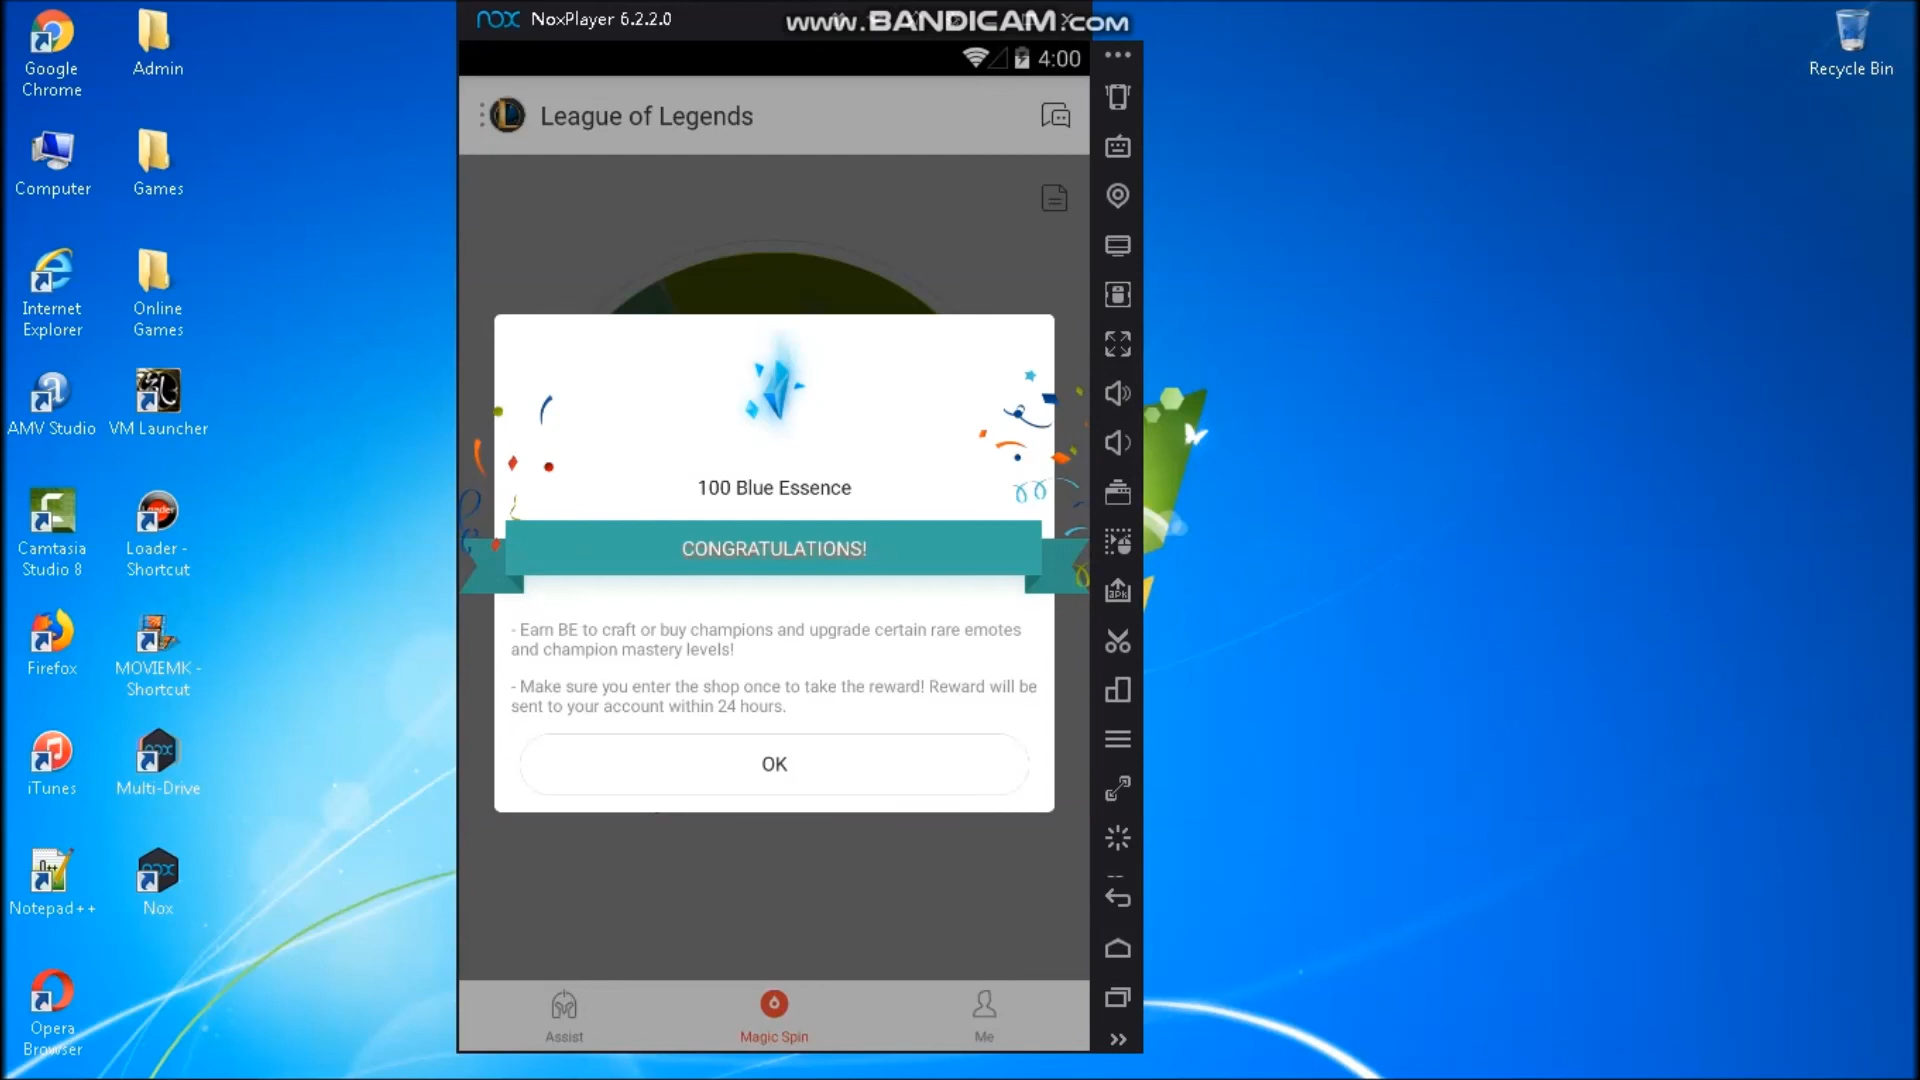 nox NoxPlayer 6.2.2.0
www.BANDICAM.com
4:00
League of Legends
100 Blue Essence
CONGRATULATIONS!
- Earn BE to craft or buy champions and upgrade certain rare emotes
and champion mastery levels!
- Make sure you enter the shop once to take the reward! Reward will be
sent to your account within 24 hours.
OK
Assist
Magic Spin
Me
Google
Chrome
Admin
Computer
Games
Internet
Explorer
Online
Games
AMV Studio
VM Launcher
Camtasia
Studio 8
Loader -
Shortcut
Firefox
MOVIEMK -
Shortcut
iTunes
Multi-Drive
Notepad++
Nox
Opera
Browser
Recycle Bin